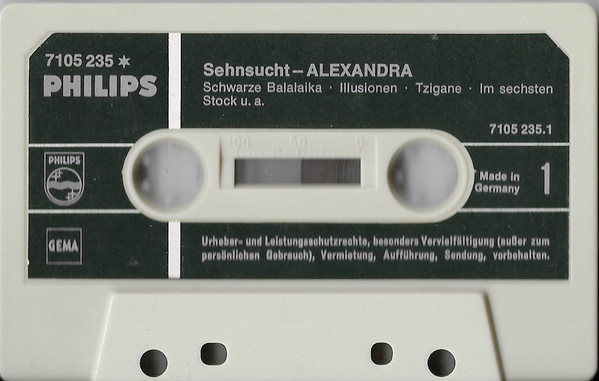 7105 235 ✶
PHILIPS
Sehnsucht – ALEXANDRA
Schwarze Balalaika · Illusionen · Tzigane · Im sechsten
Stock u. a.
7105 235.1
100 50 0
PHILIPS
Made in
Germany
1
GEMA
Urheber- und Leistungsschutzrechte, besonders Vervielfältigung (außer zum
persönlichen Gebrauch), Vermietung, Aufführung, Sendung, vorbehalten.